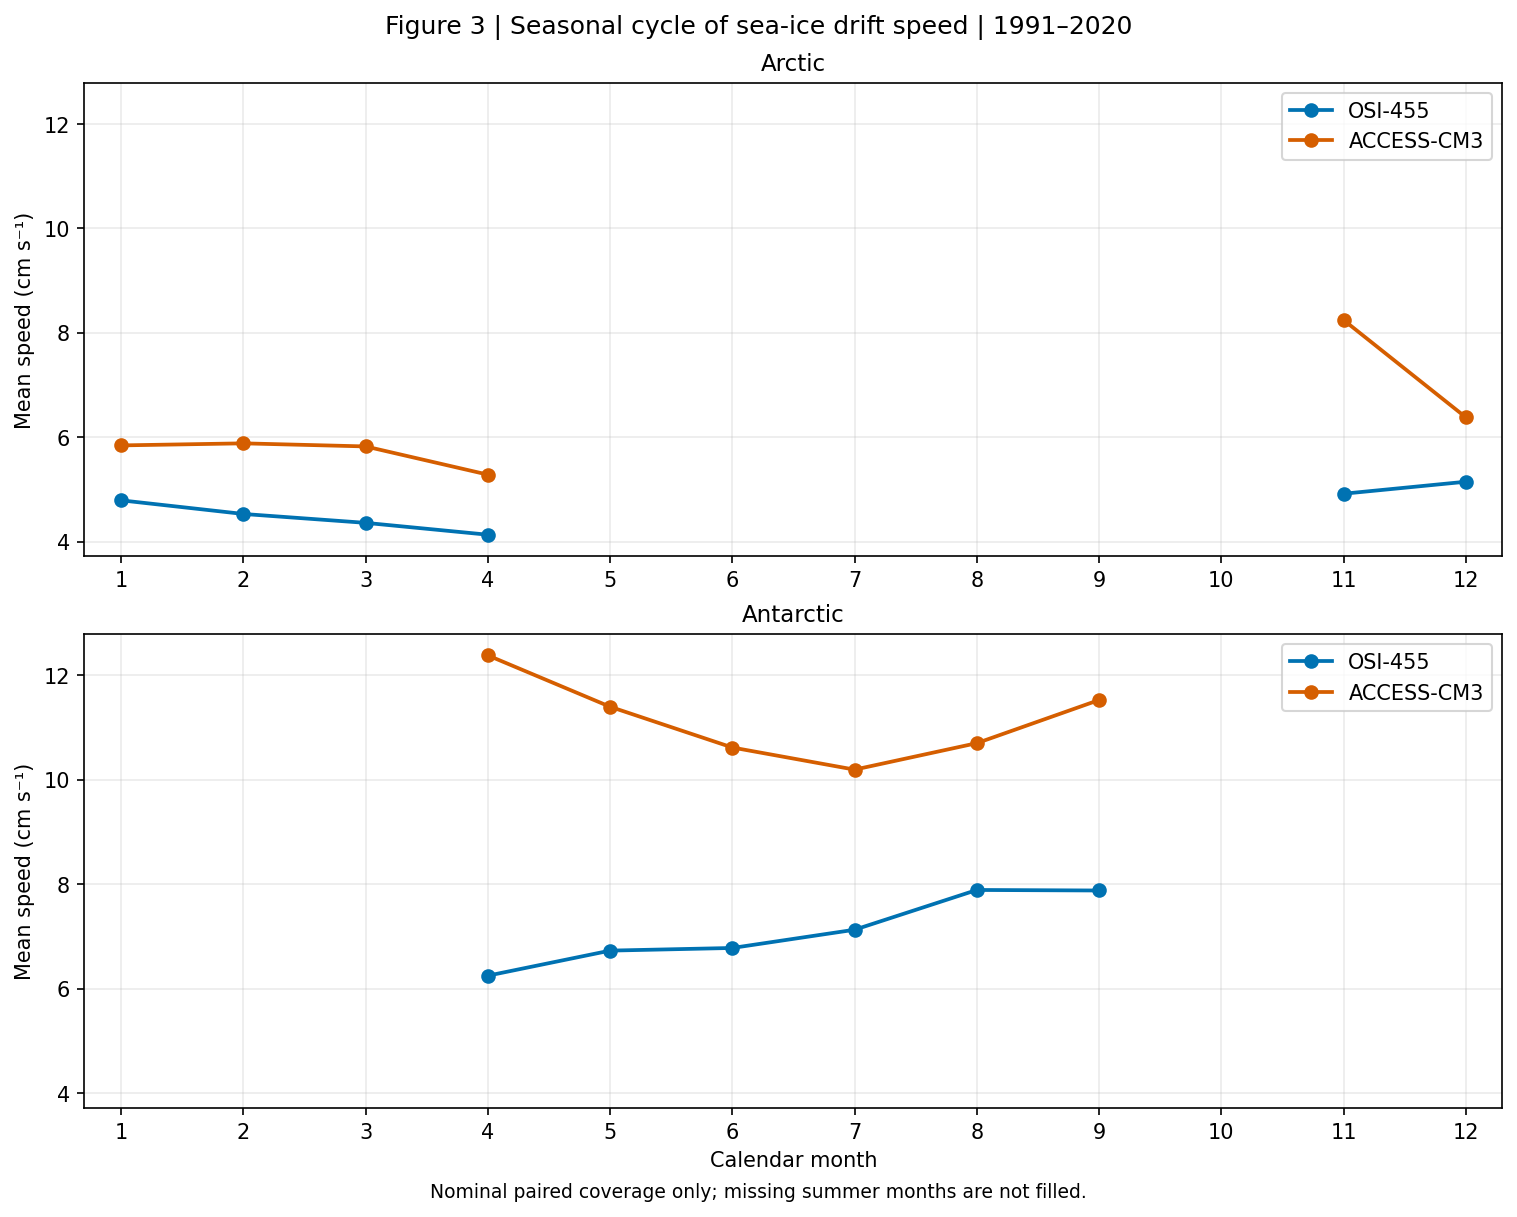 Figure 3 | Seasonal cycle of sea-ice drift speed | 1991–2020
Arctic
Mean speed (cm s⁻¹)
12
10
8
6
4
OSI-455
ACCESS-CM3
1 2 3 4 5 6 7 8 9 10 11 12
Antarctic
Mean speed (cm s⁻¹)
12
10
8
6
4
OSI-455
ACCESS-CM3
1 2 3 4 5 6 7 8 9 10 11 12
Calendar month
Nominal paired coverage only; missing summer months are not filled.